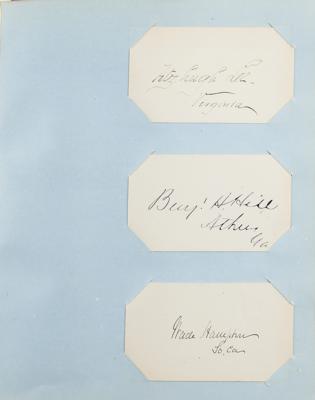 Fitzhugh Lee.
Virginia
Benj. H Hill
Athens
Ga
Wade Hampton
So. Ca